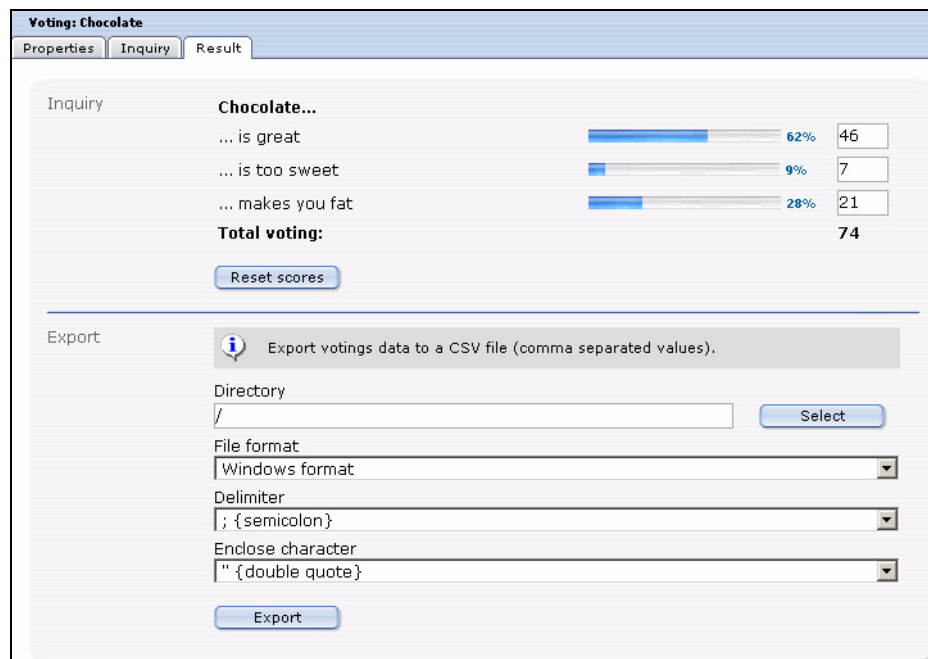 Voting: Chocolate
Properties Inquiry Result
Inquiry Chocolate...
... is great 62% 46
... is too sweet 9% 7
... makes you fat 28% 21
Total voting: 74
Reset scores
Export Export votings data to a CSV file (comma separated values).
Directory
/ Select
File format
Windows format
Delimiter
; {semicolon}
Enclose character
" {double quote}
Export